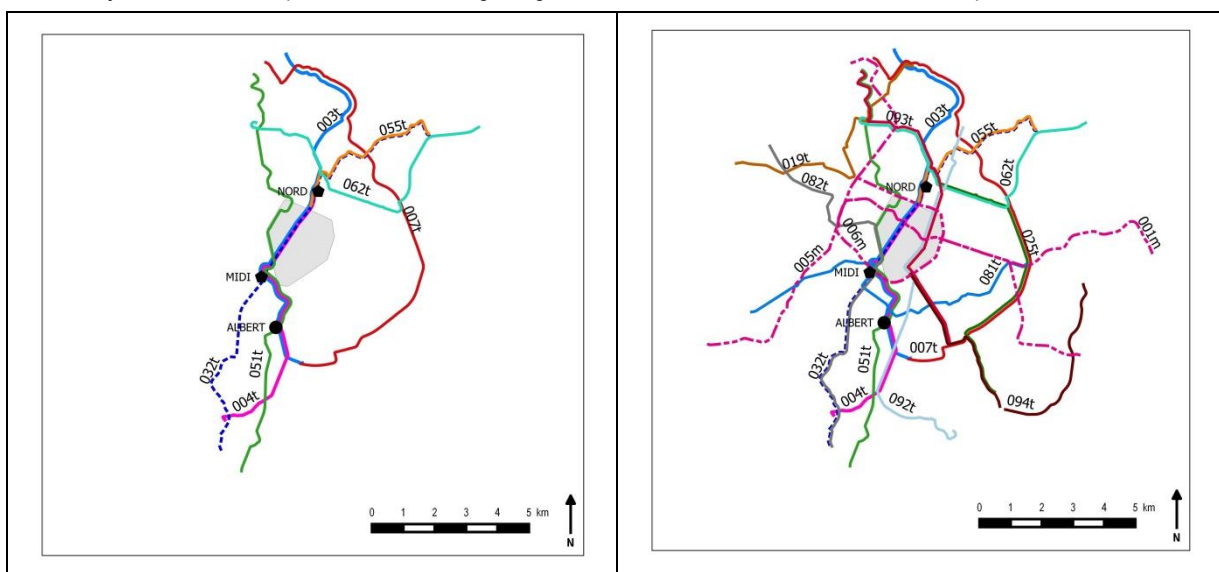 003t
055t
NORD
062t
007t
MIDI
ALBERT
032t
051t
004t
0 1 2 3 4 5 km
N
093t
003t
055t
019t
082t
NORD
062t
006m
025t
001m
005m
MIDI
081t
ALBERT
007t
032t
051t
004t
092t
094t
0 1 2 3 4 5 km
N